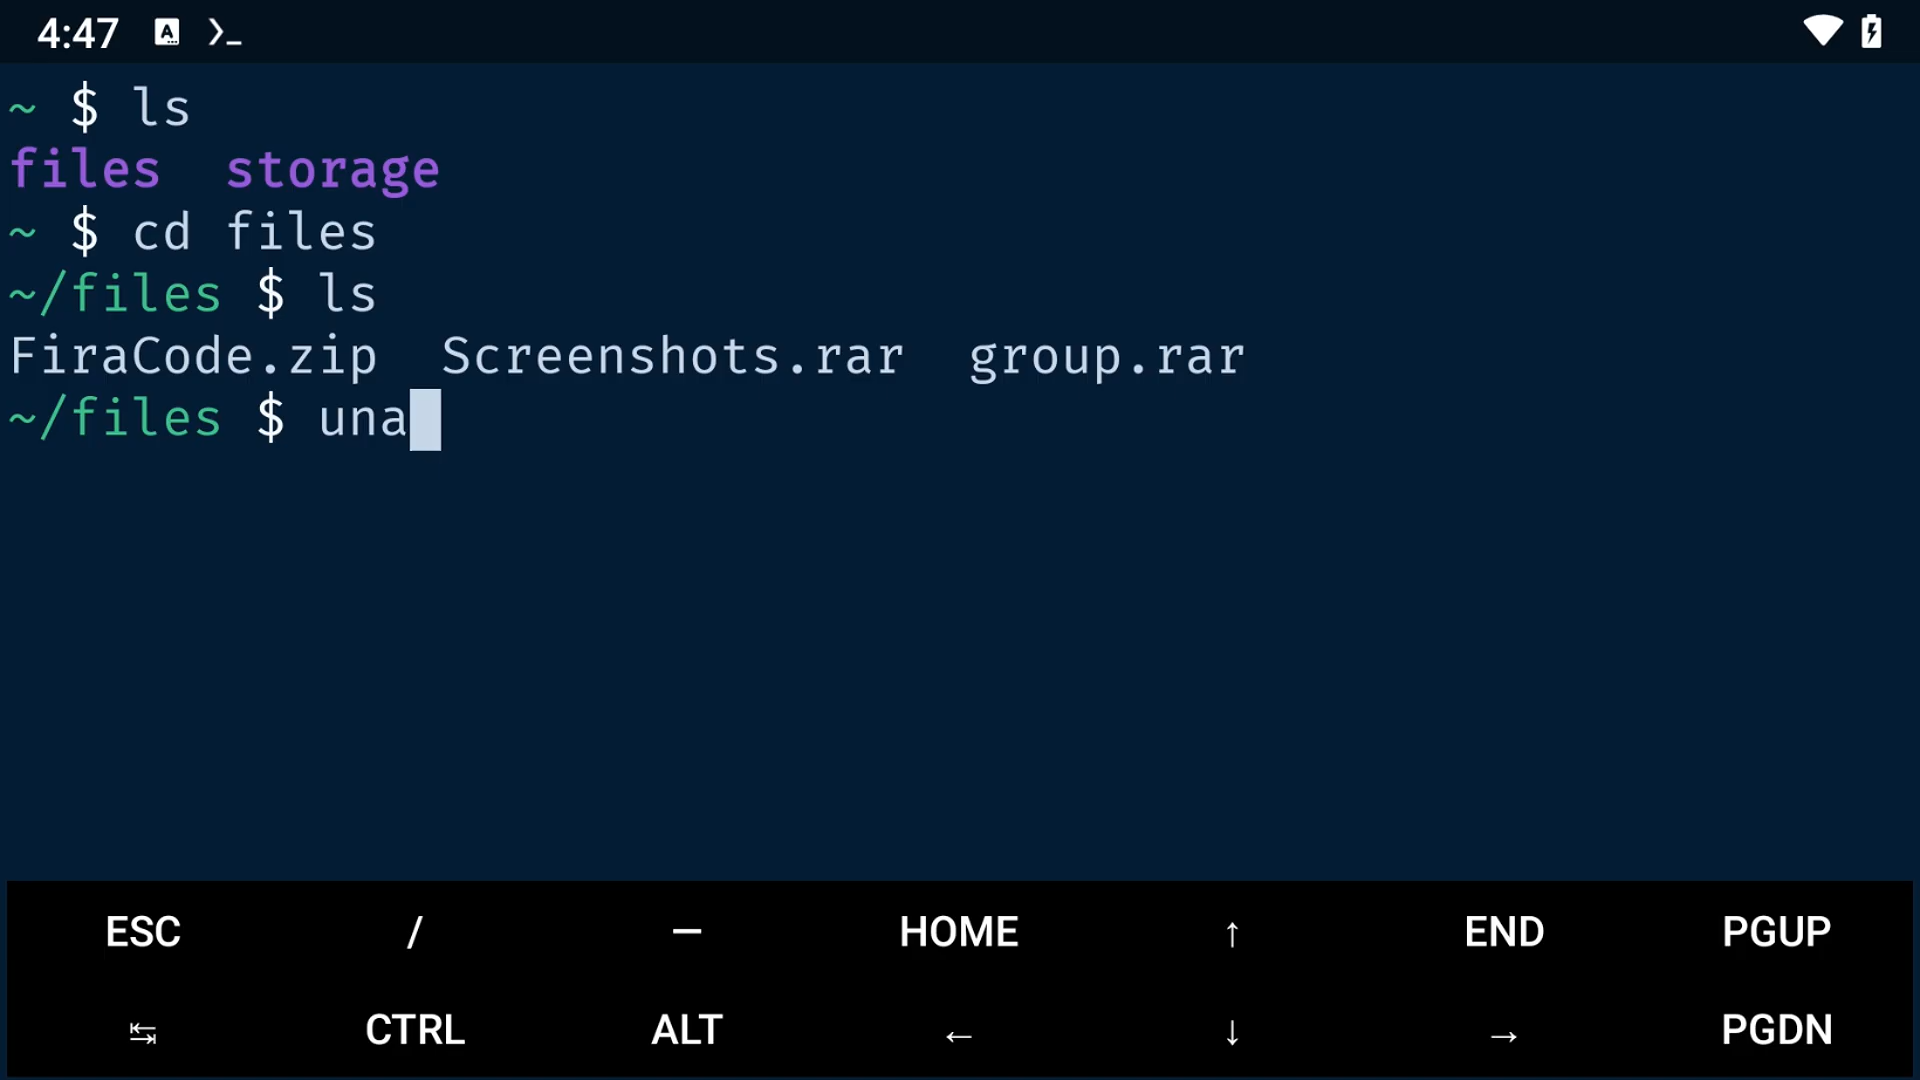 4:47
~ $ ls
files  storage
~ $ cd files
~/files $ ls
FiraCode.zip  Screenshots.rar  group.rar
~/files $ una
ESC / — HOME ↑ END PGUP
↹ CTRL ALT ← ↓ → PGDN